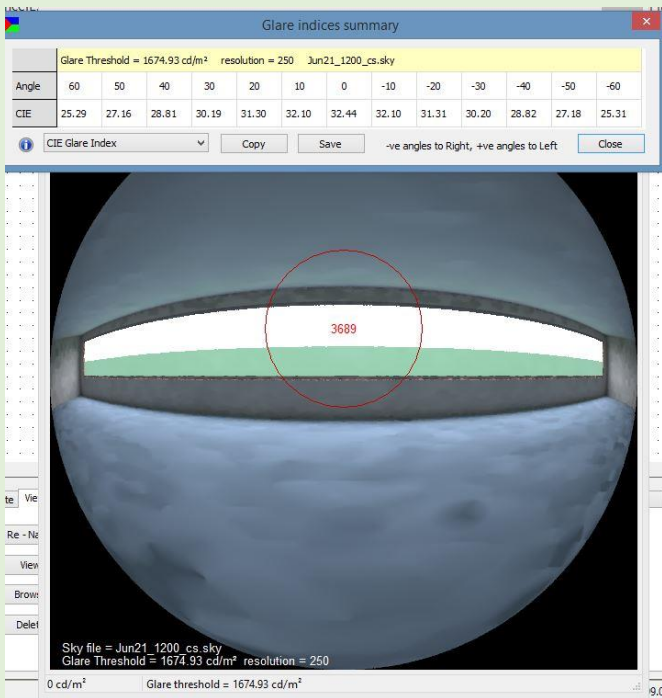 Glare indices summary
Glare Threshold = 1674.93 cd/m² resolution = 250 Jun21_1200_cs.sky
Angle 60 50 40 30 20 10 0 -10 -20 -30 -40 -50 -60
CIE 25.29 27.16 28.81 30.19 31.30 32.10 32.44 32.10 31.31 30.20 28.82 27.18 25.31
CIE Glare Index Copy Save -ve angles to Right, +ve angles to Left Close
3689
te Vie
Re - Na
View
Brows
Delet
Sky file = Jun21_1200_cs.sky
Glare Threshold = 1674.93 cd/m² resolution = 250
0 cd/m² Glare threshold = 1674.93 cd/m²